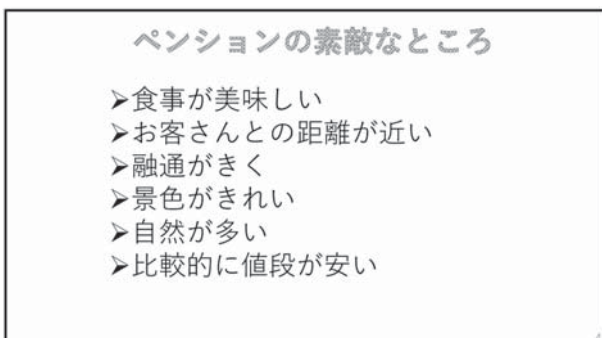 ペンションの素敵なところ
➢食事が美味しい
➢お客さんとの距離が近い
➢融通がきく
➢景色がきれい
➢自然が多い
➢比較的に値段が安い